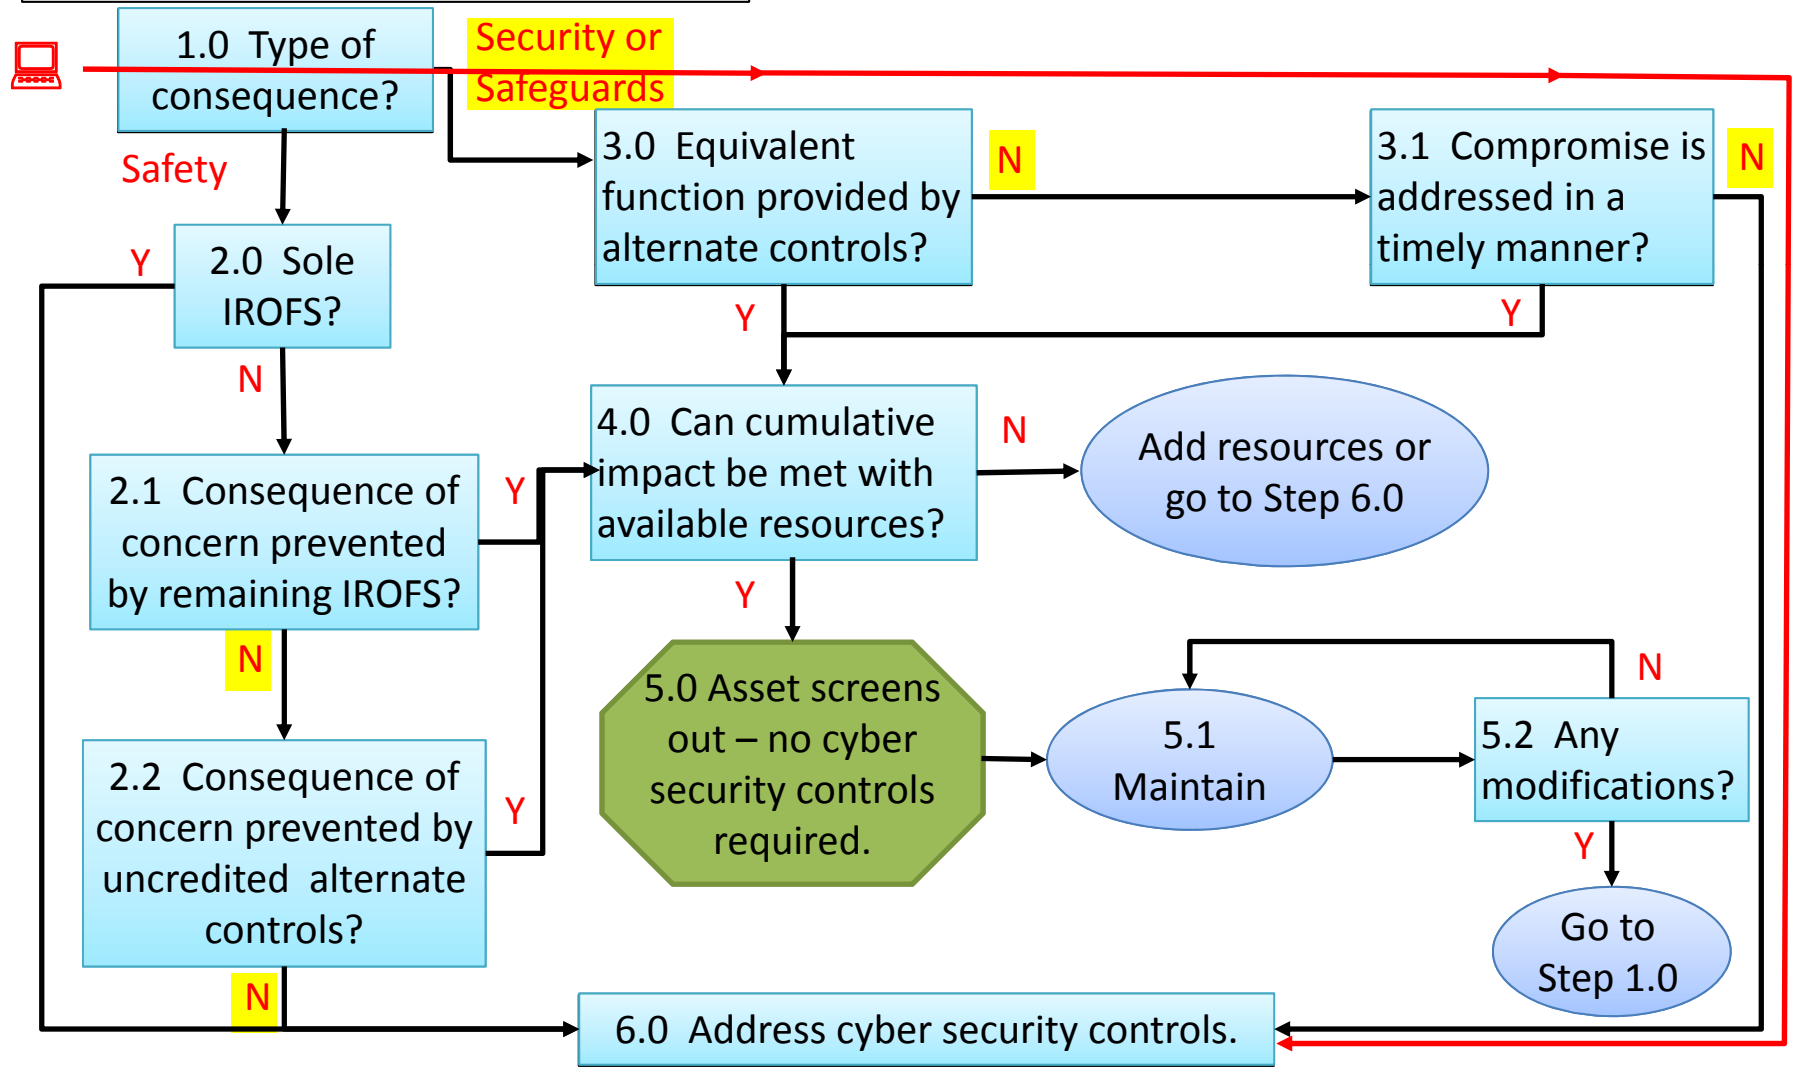 1.0 Type of
consequence?
Security or
Safeguards
Safety
3.0 Equivalent
function provided by
alternate controls?
N
3.1 Compromise is
addressed in a
timely manner?
N
Y
2.0 Sole
IROFS?
Y
Y
N
4.0 Can cumulative
impact be met with
available resources?
N
Add resources or
go to Step 6.0
2.1 Consequence of
concern prevented
by remaining IROFS?
Y
Y
N
5.0 Asset screens
out – no cyber
security controls
required.
5.1
Maintain
N
5.2 Any
modifications?
2.2 Consequence of
concern prevented by
uncredited alternate
controls?
Y
Y
Go to
Step 1.0
N
6.0 Address cyber security controls.